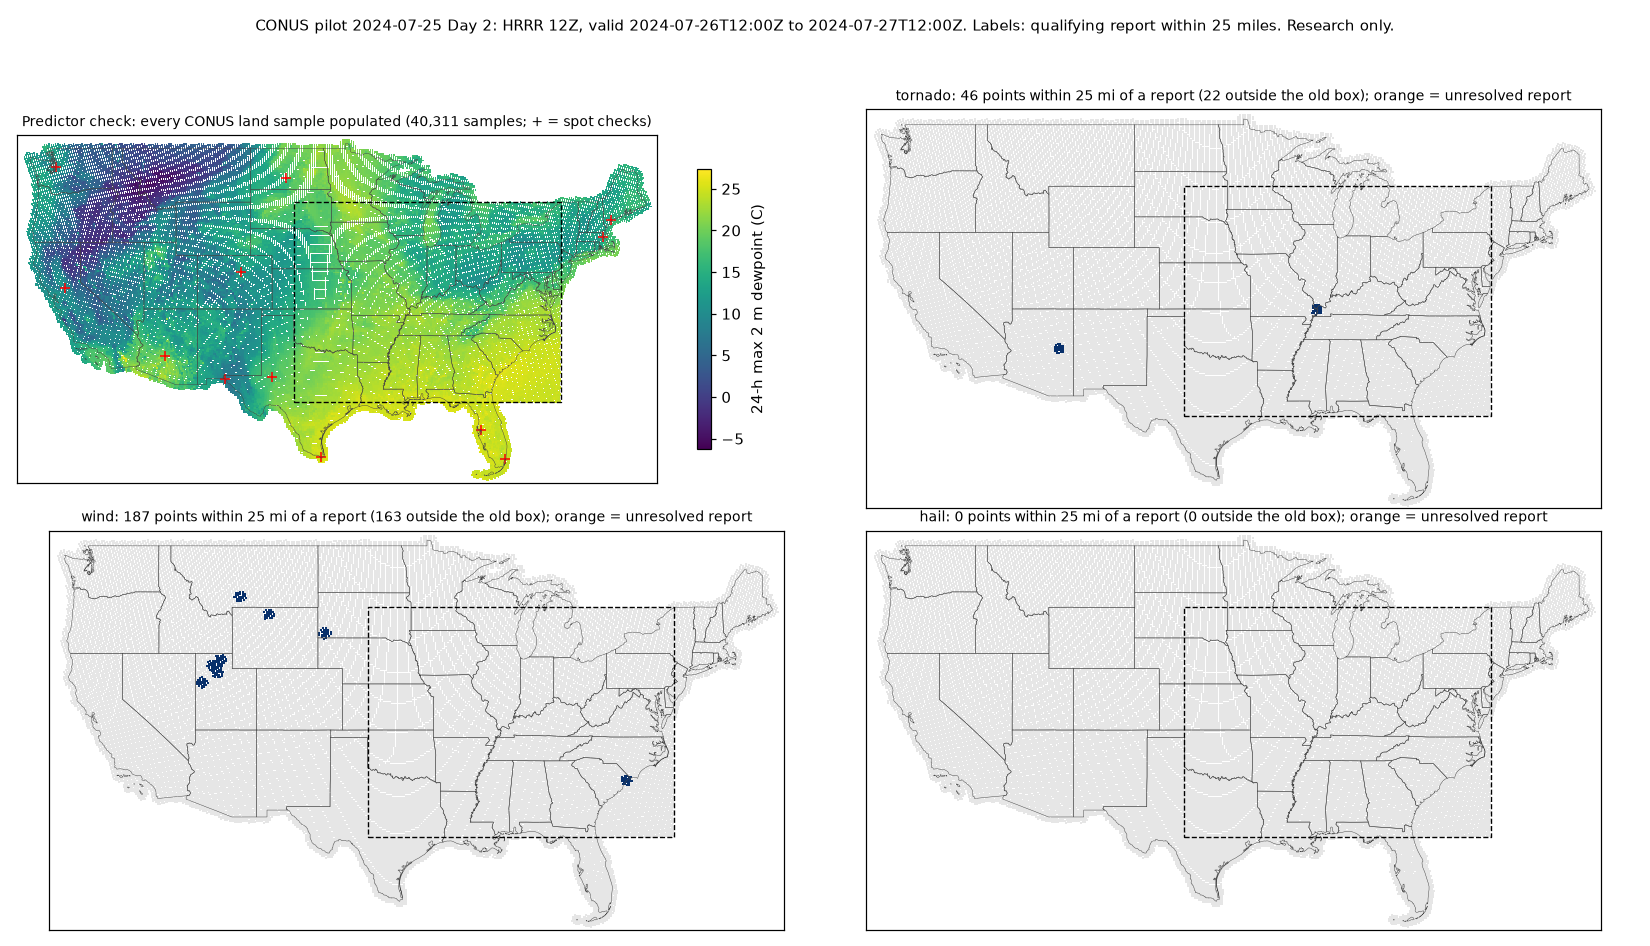 CONUS pilot 2024-07-25 Day 2: HRRR 12Z, valid 2024-07-26T12:00Z to 2024-07-27T12:00Z. Labels: qualifying report within 25 miles. Research only.
Predictor check: every CONUS land sample populated (40,311 samples; + = spot checks)
25
20
15
10
5
0
−5
24-h max 2 m dewpoint (C)
tornado: 46 points within 25 mi of a report (22 outside the old box); orange = unresolved report
wind: 187 points within 25 mi of a report (163 outside the old box); orange = unresolved report
hail: 0 points within 25 mi of a report (0 outside the old box); orange = unresolved report